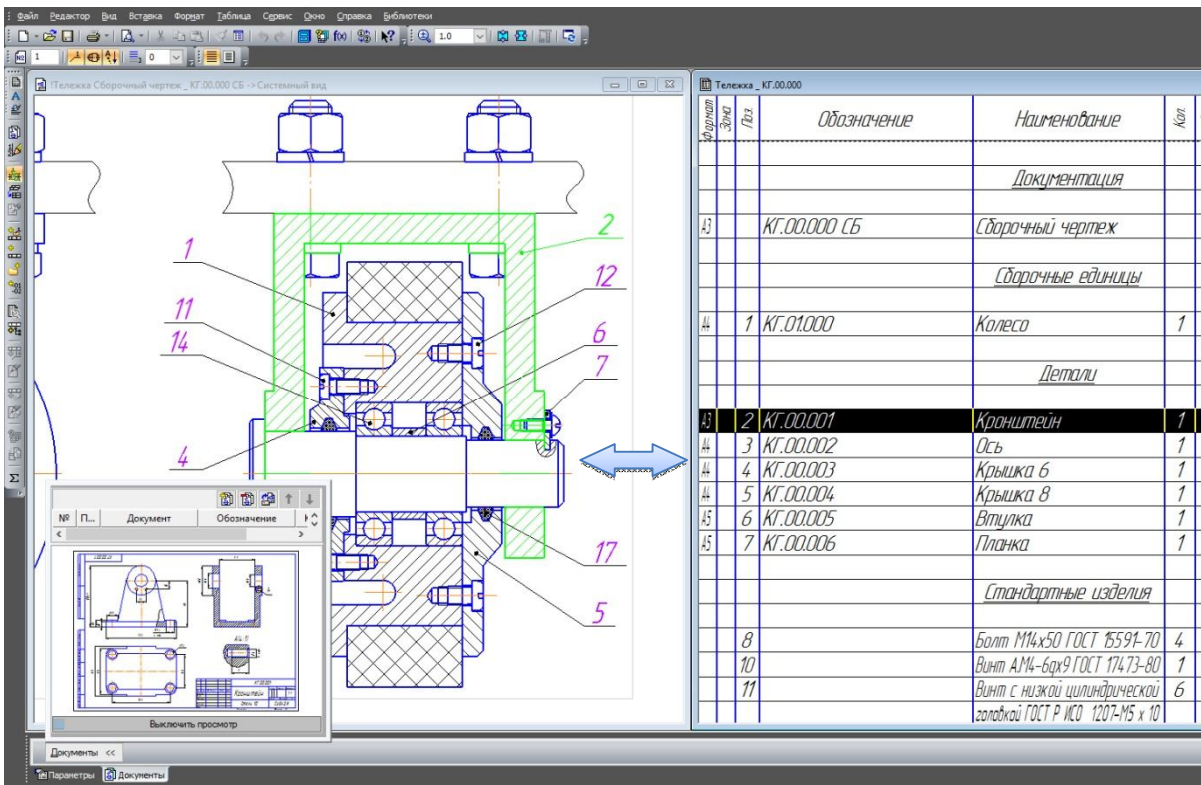 Файл Редактор Вид Вставка Формат Таблица Сервис Окно Справка Библиотеки
f(x) 1.0
1 0
!Тележка Сборочный чертеж _ КГ.00.000 СБ ->Системный вид
1
2
11
12
14
6
7
4
17
5
№ П... Документ Обозначение
КГ.00.001
Кронштейн
Выключить просмотр
Документы <<
Параметры Документы
Тележка _ КГ.00.000
Формат Зона Поз. Обозначение Наименование Кол.
Документация
А3 КГ.00.000 СБ Сборочный чертеж
Сборочные единицы
А4 1 КГ.01.000 Колесо 1
Детали
А3 2 КГ.00.001 Кронштейн 1
А4 3 КГ.00.002 Ось 1
А4 4 КГ.00.003 Крышка 6 1
А4 5 КГ.00.004 Крышка 8 1
А5 6 КГ.00.005 Втулка 1
А5 7 КГ.00.006 Планка 1
Стандартные изделия
8 Болт М14х50 ГОСТ 15591-70 4
10 Винт А.М4-6gх9 ГОСТ 17473-80 1
11 Винт с низкой цилиндрической 6
головкой ГОСТ Р ИСО 1207-М5 х 10